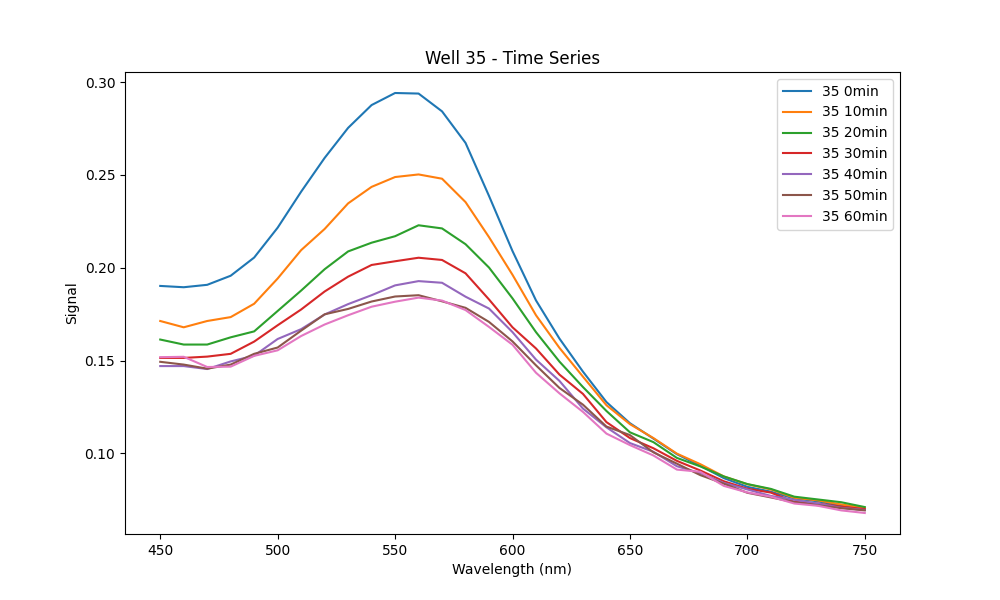 Well 35 - Time Series
0.30
0.25
0.20
0.15
0.10
Signal
450 500 550 600 650 700 750
Wavelength (nm)
35 0min
35 10min
35 20min
35 30min
35 40min
35 50min
35 60min